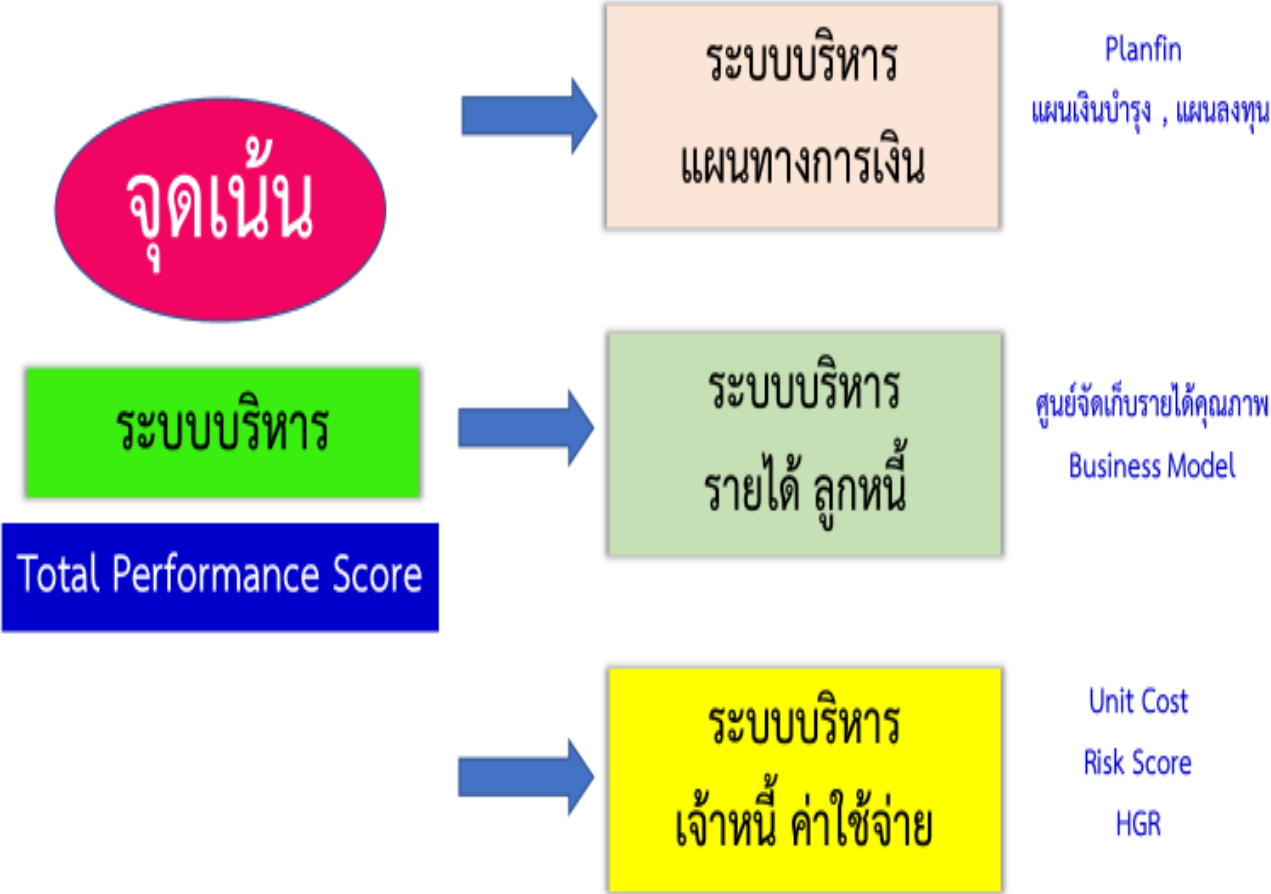 จุดเน้น
ระบบบริหาร
Total Performance Score
ระบบบริหาร
แผนทางการเงิน
Planfin
แผนเงินบำรุง , แผนลงทุน
ระบบบริหาร
รายได้ ลูกหนี้
ศูนย์จัดเก็บรายได้คุณภาพ
Business Model
ระบบบริหาร
เจ้าหนี้ ค่าใช้จ่าย
Unit Cost
Risk Score
HGR